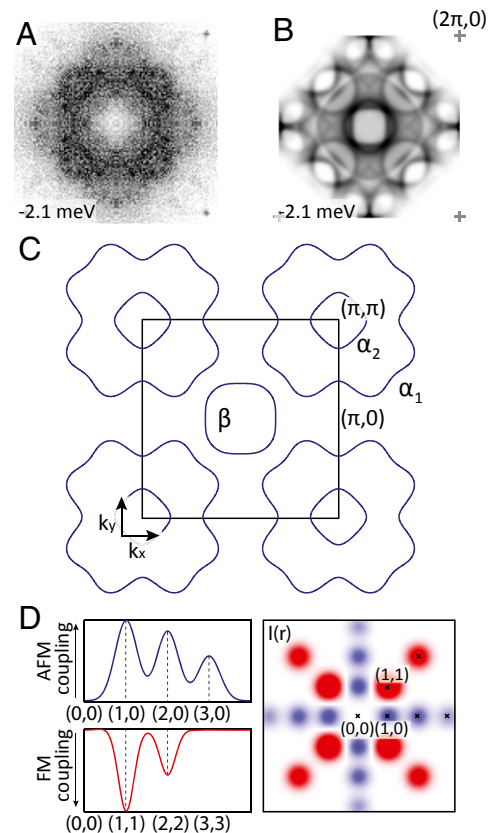 A
B
(2π,0)
-2.1 meV
-2.1 meV
C
(π,π)
α2
α1
β
(π,0)
ky
kx
D
AFM
coupling
(0,0) (1,0) (2,0) (3,0)
FM
coupling
(0,0) (1,1) (2,2) (3,3)
I(r)
(1,1)
(0,0)(1,0)